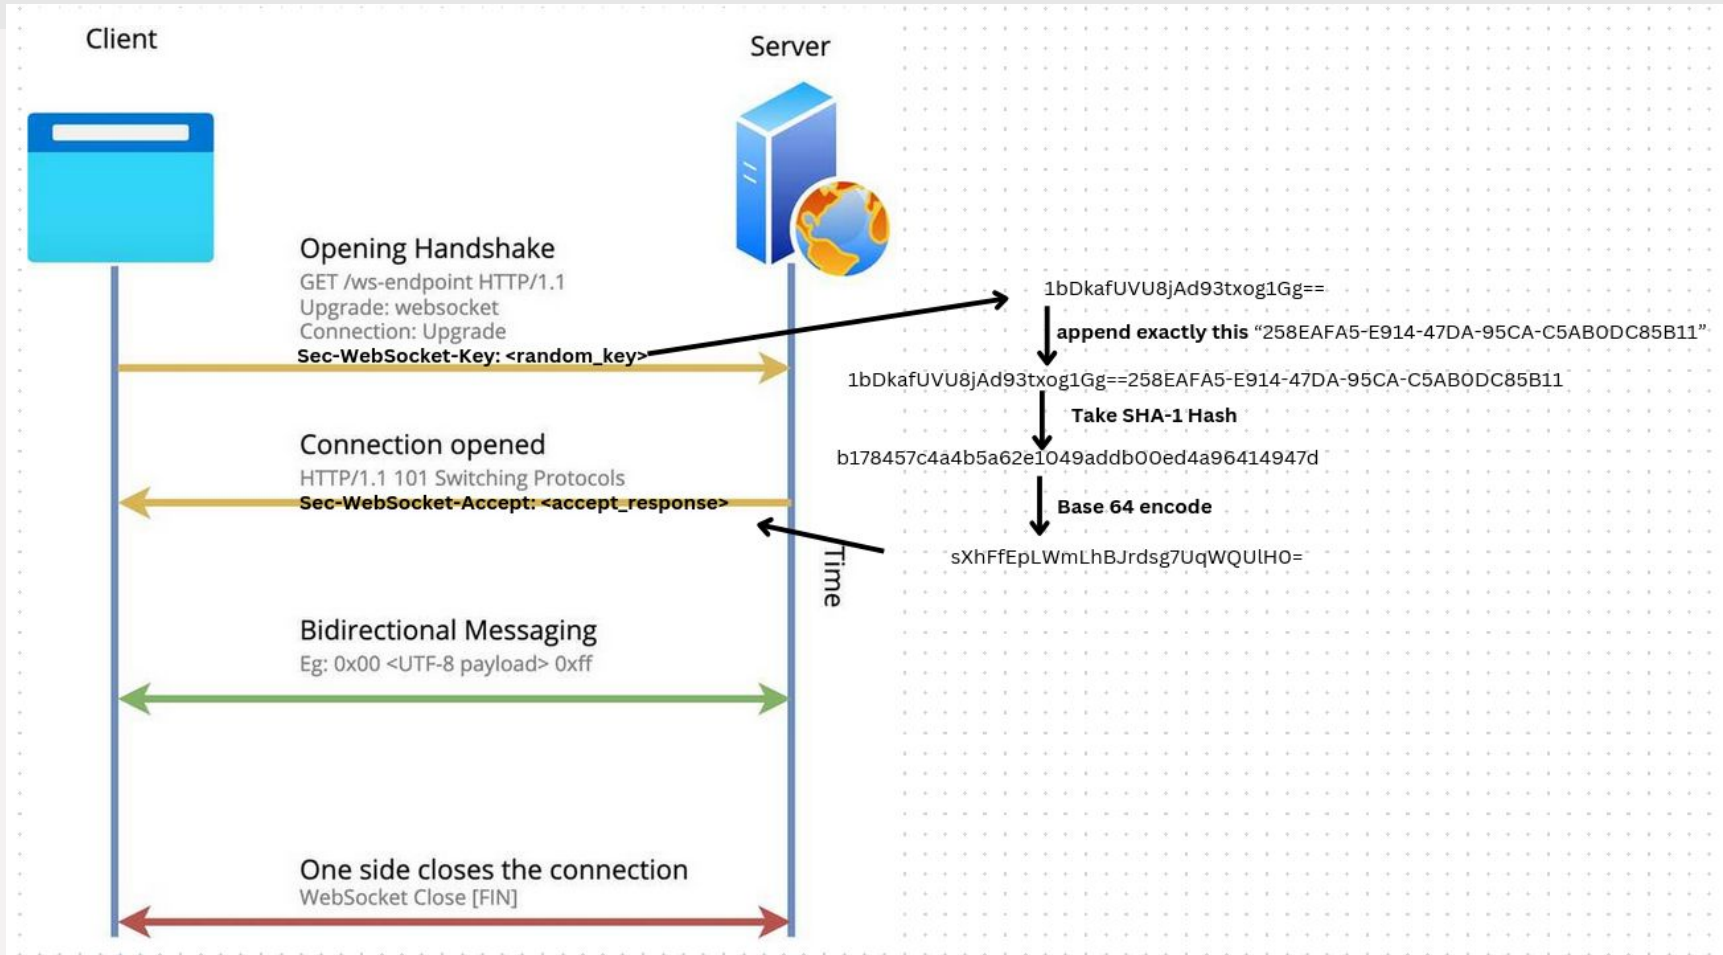 Client
Server
Opening Handshake
GET /ws-endpoint HTTP/1.1
Upgrade: websocket
Connection: Upgrade
Sec-WebSocket-Key: <random_key>
1bDkafUVU8jAd93txog1Gg==
append exactly this “258EAFA5-E914-47DA-95CA-C5AB0DC85B11”
1bDkafUVU8jAd93txog1Gg==258EAFA5-E914-47DA-95CA-C5AB0DC85B11
Take SHA-1 Hash
b178457c4a4b5a62e1049addb00ed4a96414947d
Base 64 encode
sXhFfEpLWmLhBJrdsg7UqWQUlH0=
Connection opened
HTTP/1.1 101 Switching Protocols
Sec-WebSocket-Accept: <accept_response>
Time
Bidirectional Messaging
Eg: 0x00 <UTF-8 payload> 0xff
One side closes the connection
WebSocket Close [FIN]